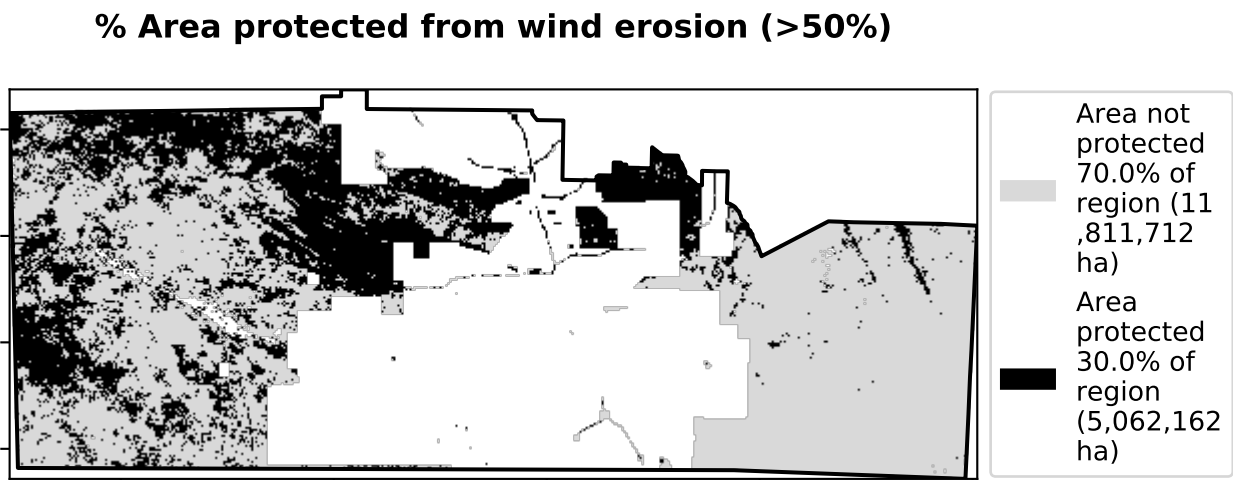 % Area protected from wind erosion (>50%)
Area not
protected
70.0% of
region (11
,811,712
ha)
Area
protected
30.0% of
region
(5,062,162
ha)